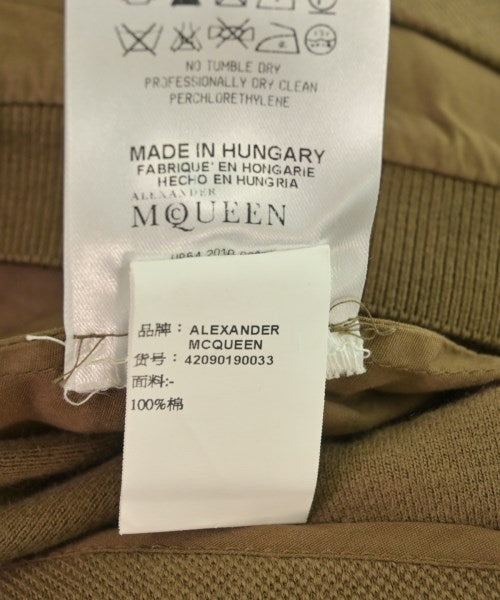 NO TUMBLE DRY
PROFESSIONALLY DRY CLEAN
PERCHLORETHYLENE
MADE IN HUNGARY
FABRIQUE' EN HONGARIE
HECHO EN HUNGRIA
ALEXANDER
MCQUEEN
品牌：ALEXANDER
MCQUEEN
货号：42090190033
面料:-
100%棉